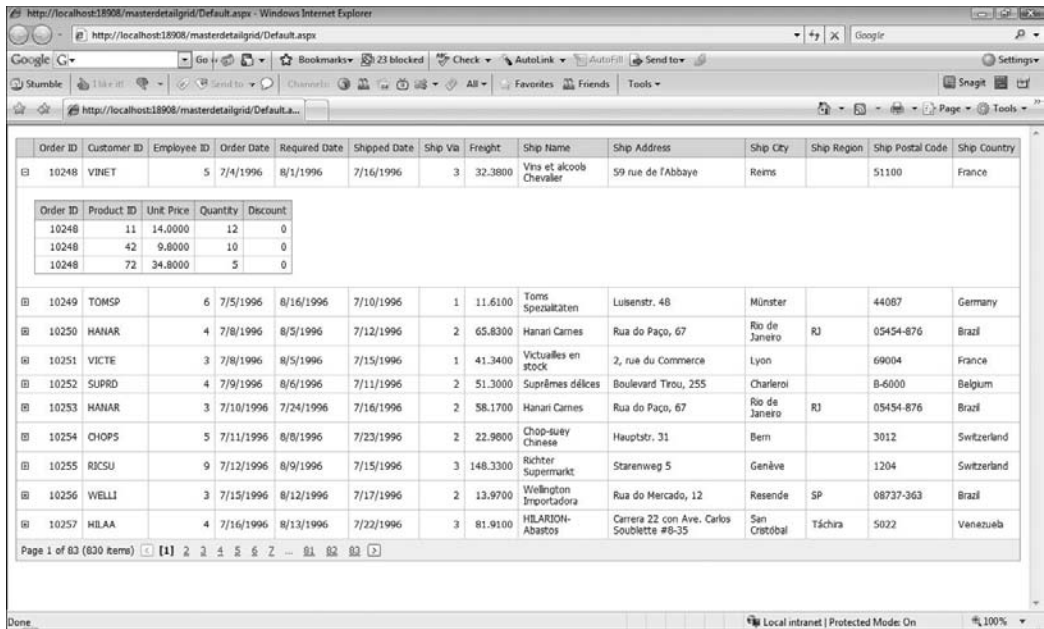 http://localhost:18908/masterdetailgrid/Default.aspx - Windows Internet Explorer
http://localhost:18908/masterdetailgrid/Default.aspx Google
Google G Go Bookmarks 23 blocked Check AutoLink AutoFill Send to Settings
Stumble I like it! Send to Channels: All Favorites Friends Tools Snagit
http://localhost:18908/masterdetailgrid/Default.a... Page Tools
Order ID Customer ID Employee ID Order Date Required Date Shipped Date Ship Via Freight Ship Name Ship Address Ship City Ship Region Ship Postal Code Ship Country
10248 VINET 5 7/4/1996 8/1/1996 7/16/1996 3 32.3800 Vins et alcools Chevalier 59 rue de l'Abbaye Reims 51100 France
Order ID Product ID Unit Price Quantity Discount
10248 11 14.0000 12 0
10248 42 9.8000 10 0
10248 72 34.8000 5 0
10249 TOMSP 6 7/5/1996 8/16/1996 7/10/1996 1 11.6100 Toms Spezialitäten Luisenstr. 48 Münster 44087 Germany
10250 HANAR 4 7/8/1996 8/5/1996 7/12/1996 2 65.8300 Hanari Carnes Rua do Paço, 67 Rio de Janeiro RJ 05454-876 Brazil
10251 VICTE 3 7/8/1996 8/5/1996 7/15/1996 1 41.3400 Victuailles en stock 2, rue du Commerce Lyon 69004 France
10252 SUPRD 4 7/9/1996 8/6/1996 7/11/1996 2 51.3000 Suprêmes délices Boulevard Tirou, 255 Charleroi B-6000 Belgium
10253 HANAR 3 7/10/1996 7/24/1996 7/16/1996 2 58.1700 Hanari Carnes Rua do Paço, 67 Rio de Janeiro RJ 05454-876 Brazil
10254 CHOPS 5 7/11/1996 8/8/1996 7/23/1996 2 22.9800 Chop-suey Chinese Hauptstr. 31 Bern 3012 Switzerland
10255 RICSU 9 7/12/1996 8/9/1996 7/15/1996 3 148.3300 Richter Supermarkt Starenweg 5 Genève 1204 Switzerland
10256 WELLI 3 7/15/1996 8/12/1996 7/17/1996 2 13.9700 Wellington Importadora Rua do Mercado, 12 Resende SP 08737-363 Brazil
10257 HILAA 4 7/16/1996 8/13/1996 7/22/1996 3 81.9100 HILARION-Abastos Carrera 22 con Ave. Carlos Soublette #8-35 San Cristóbal Táchira 5022 Venezuela
Page 1 of 83 (830 items) [1] 2 3 4 5 6 7 ... 81 82 83
Done Local intranet | Protected Mode: On 100%